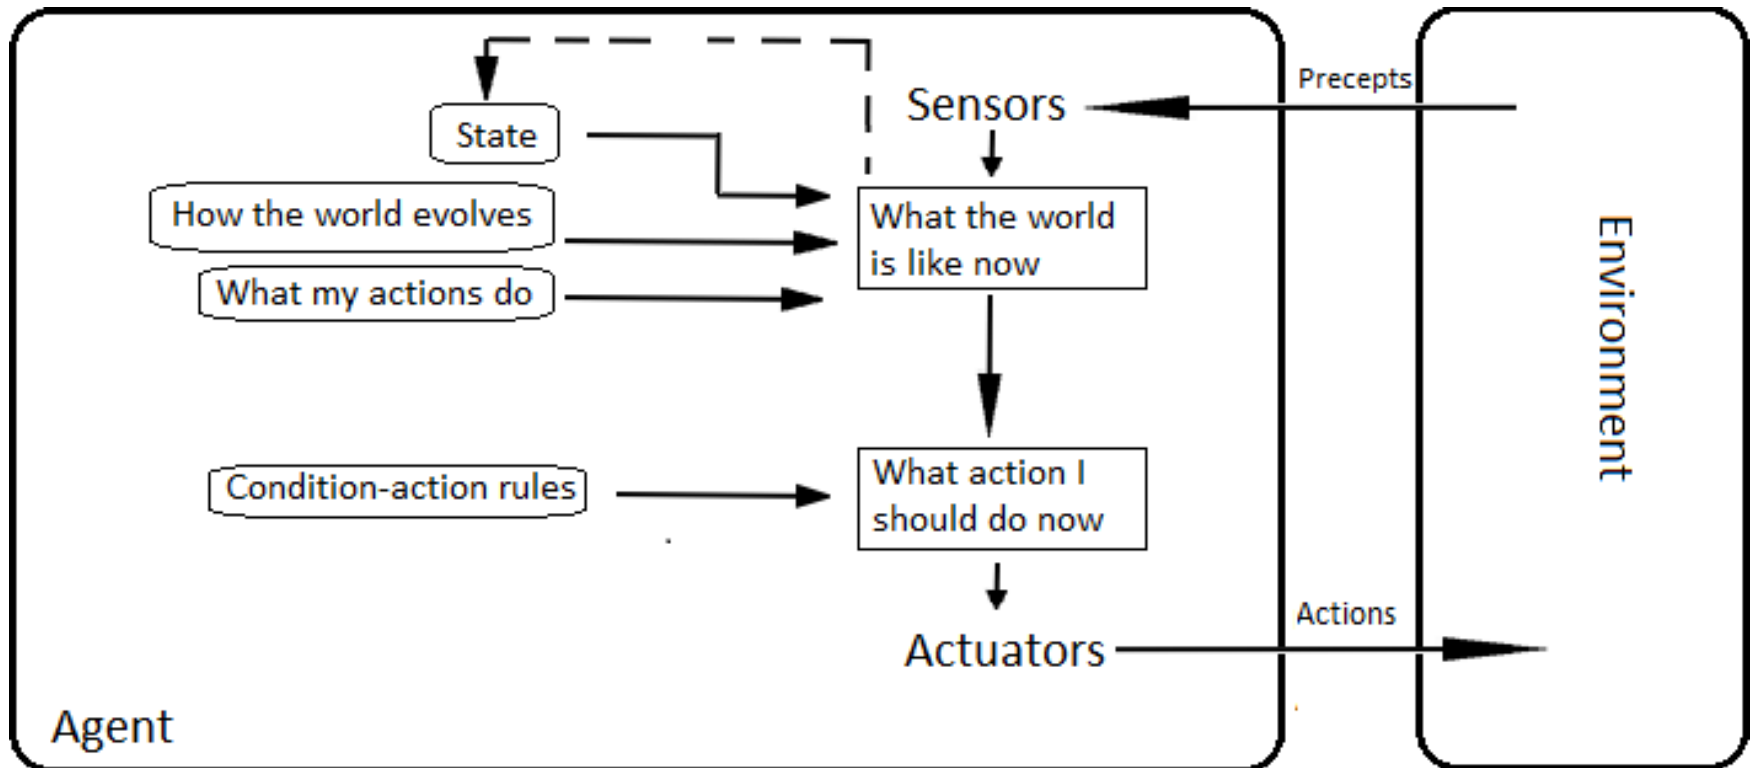 Precepts
Sensors
State
How the world evolves
What the world
is like now
What my actions do
Environment
Condition-action rules
What action I
should do now
Actions
Actuators
Agent